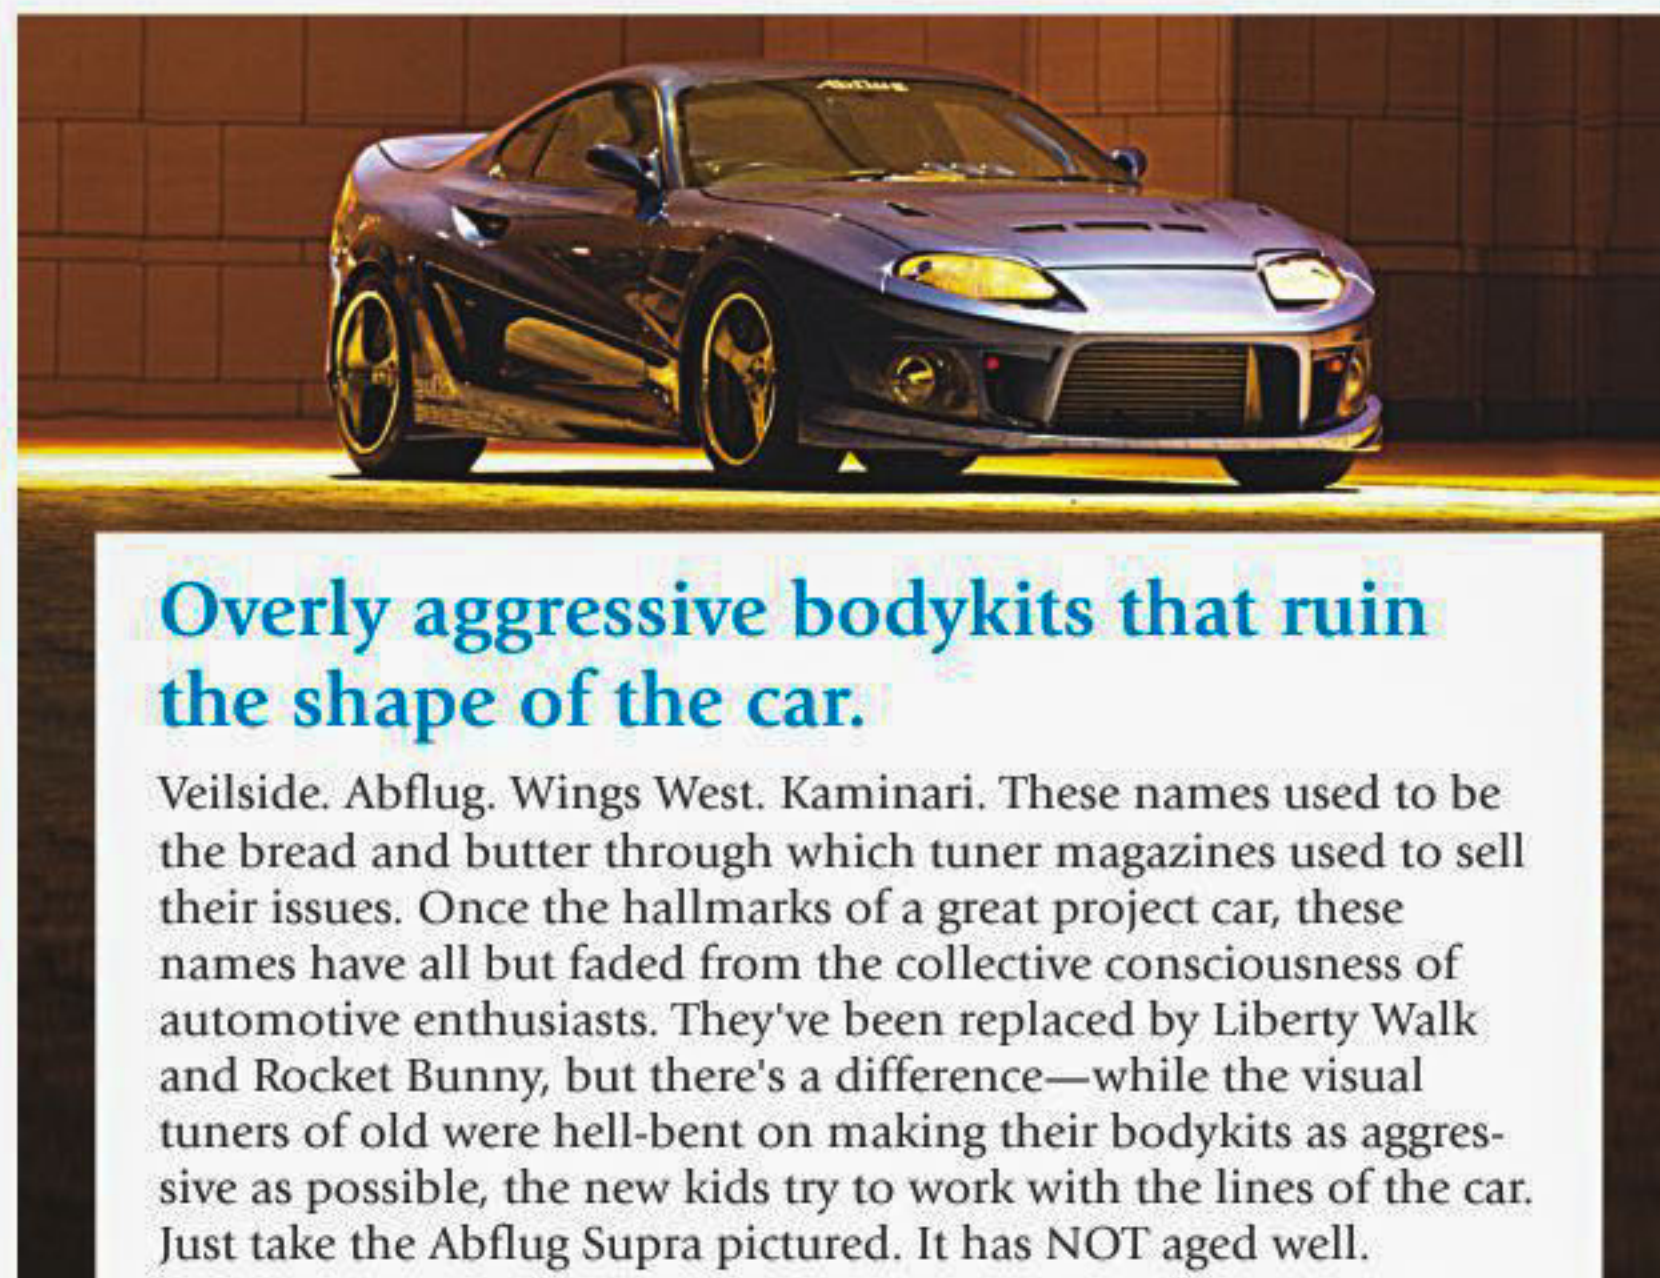 Abflug
Overly aggressive bodykits that ruin
the shape of the car.
Veilside. Abflug. Wings West. Kaminari. These names used to be
the bread and butter through which tuner magazines used to sell
their issues. Once the hallmarks of a great project car, these
names have all but faded from the collective consciousness of
automotive enthusiasts. They've been replaced by Liberty Walk
and Rocket Bunny, but there's a difference—while the visual
tuners of old were hell-bent on making their bodykits as aggres-
sive as possible, the new kids try to work with the lines of the car.
Just take the Abflug Supra pictured. It has NOT aged well.